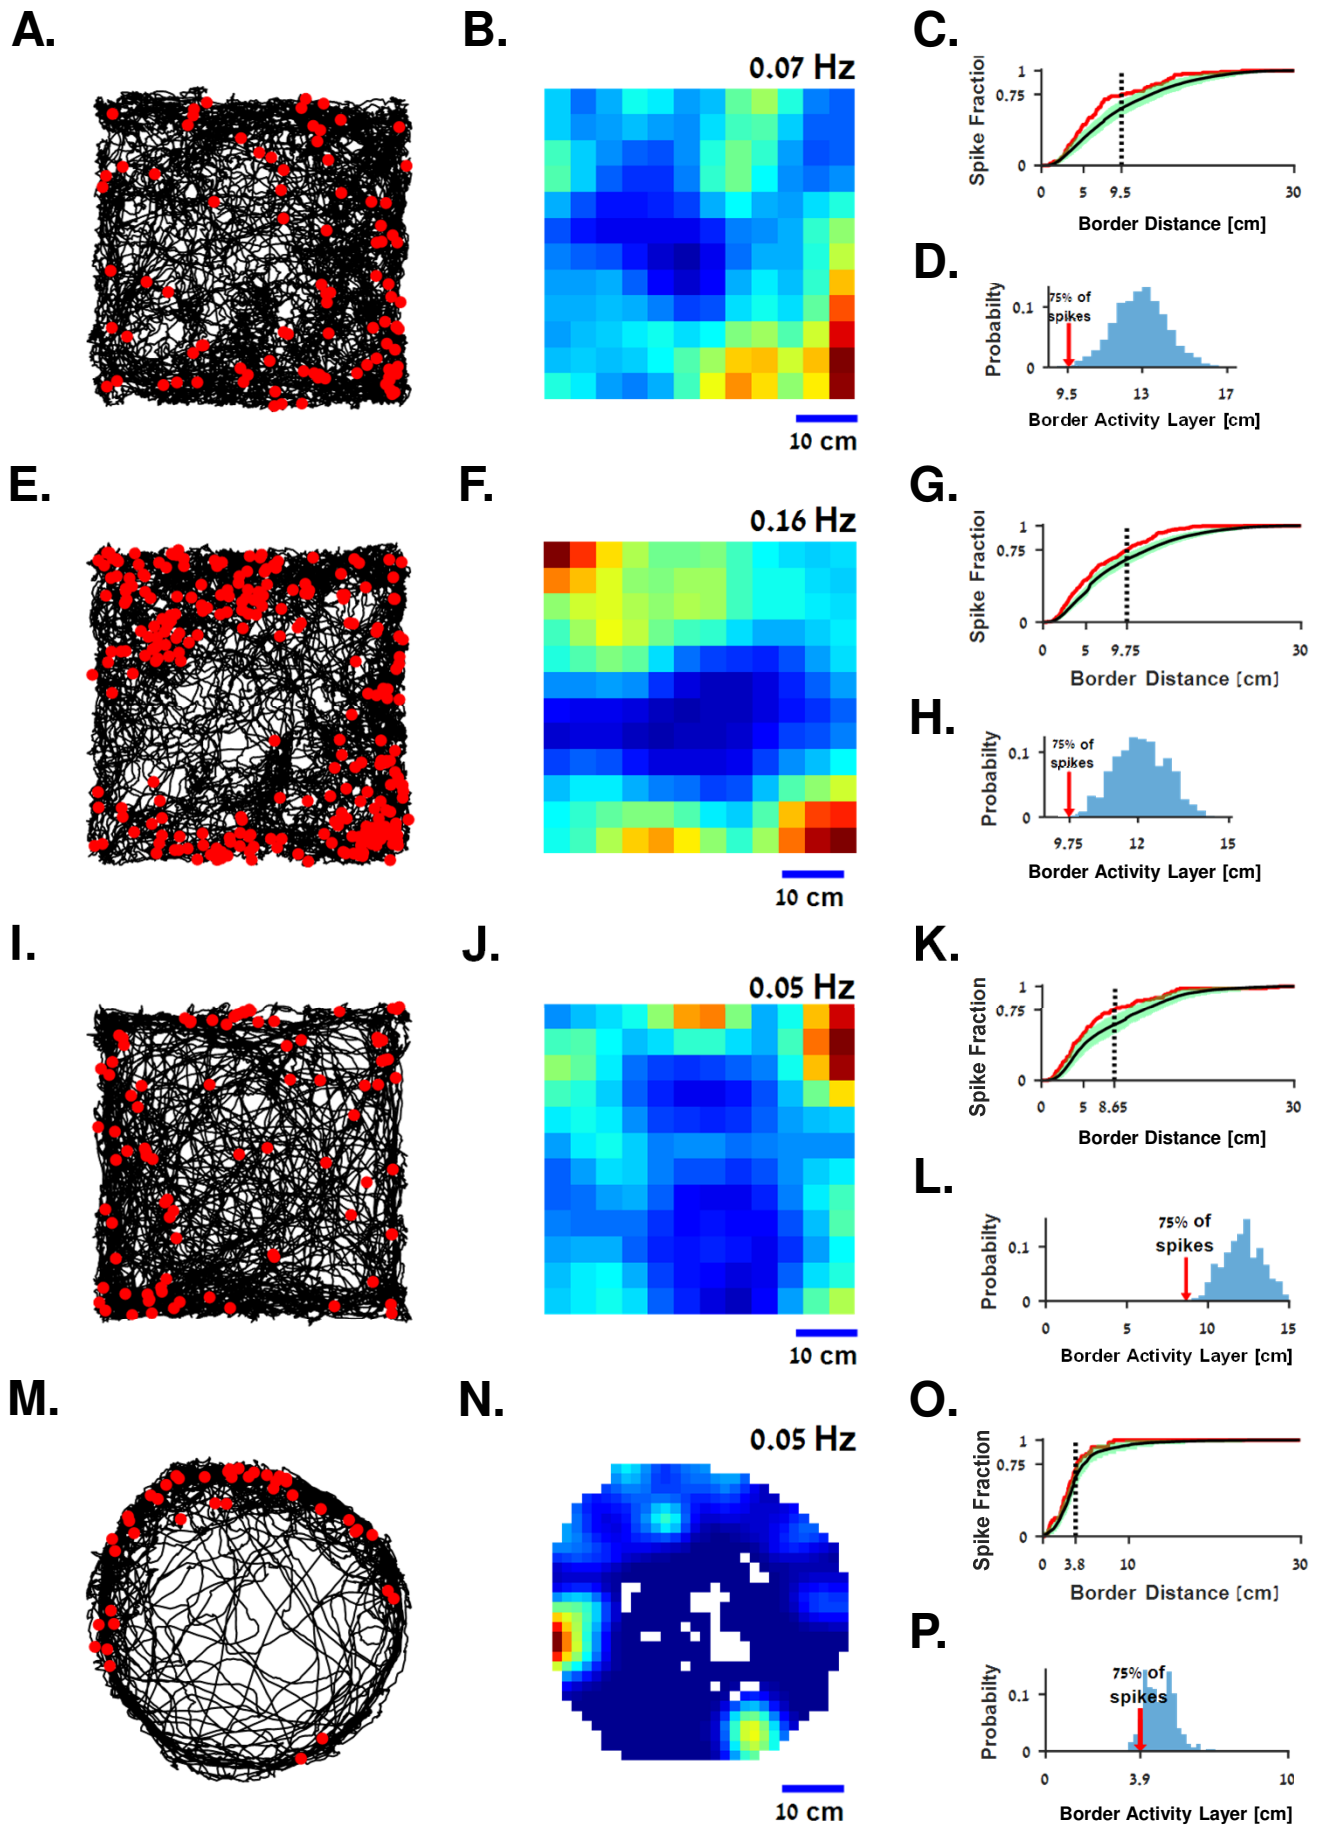 A.
B.
0.07 Hz
10 cm
C.
Spike Fraction
1
0.75
0
0
5
9.5
30
Border Distance [cm]
D.
Probabilty
0.1
0
75% of
spikes
9.5
13
17
Border Activity Layer [cm]
E.
F.
0.16 Hz
10 cm
G.
Spike Fraction
1
0.75
0
0
5
9.75
30
Border Distance [cm]
H.
Probabilty
0.1
0
75% of
spikes
9.75
12
15
Border Activity Layer [cm]
I.
J.
0.05 Hz
10 cm
K.
Spike Fraction
1
0.75
0
0
5
8.65
30
Border Distance [cm]
L.
Probabilty
0.1
0
75% of
spikes
0
5
10
15
Border Activity Layer [cm]
M.
N.
0.05 Hz
10 cm
O.
Spike Fraction
1
0.75
0
0
3.8
10
30
Border Distance [cm]
P.
Probabilty
0.1
0
75% of
spikes
0
3.9
10
Border Activity Layer [cm]